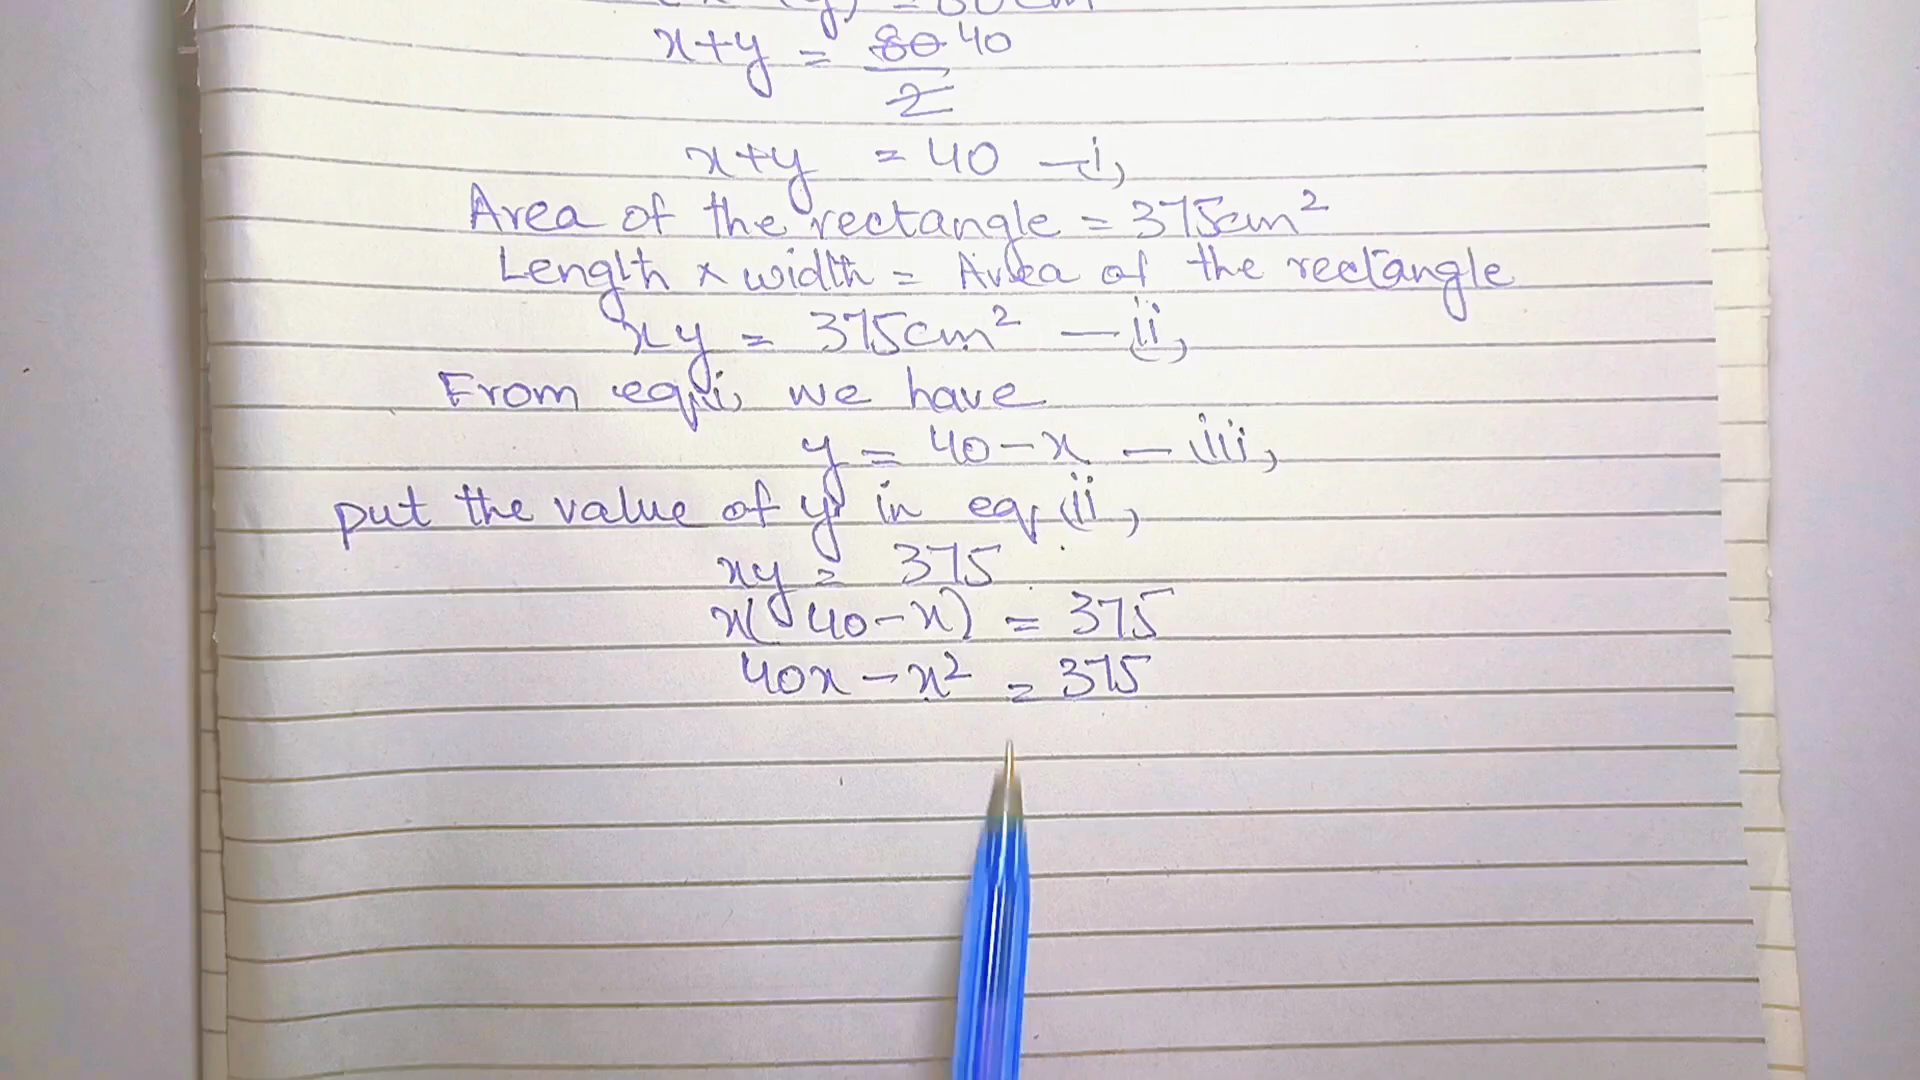 x+y = 80 40
2
x+y = 40 —i,
Area of the rectangle = 375cm²
Length × width = Area of the rectangle
xy = 375cm² — ii,
From eq i, we have
y = 40-x — iii,
put the value of y in eq ii,
xy = 375
x(40-x) = 375
40x - x² = 375